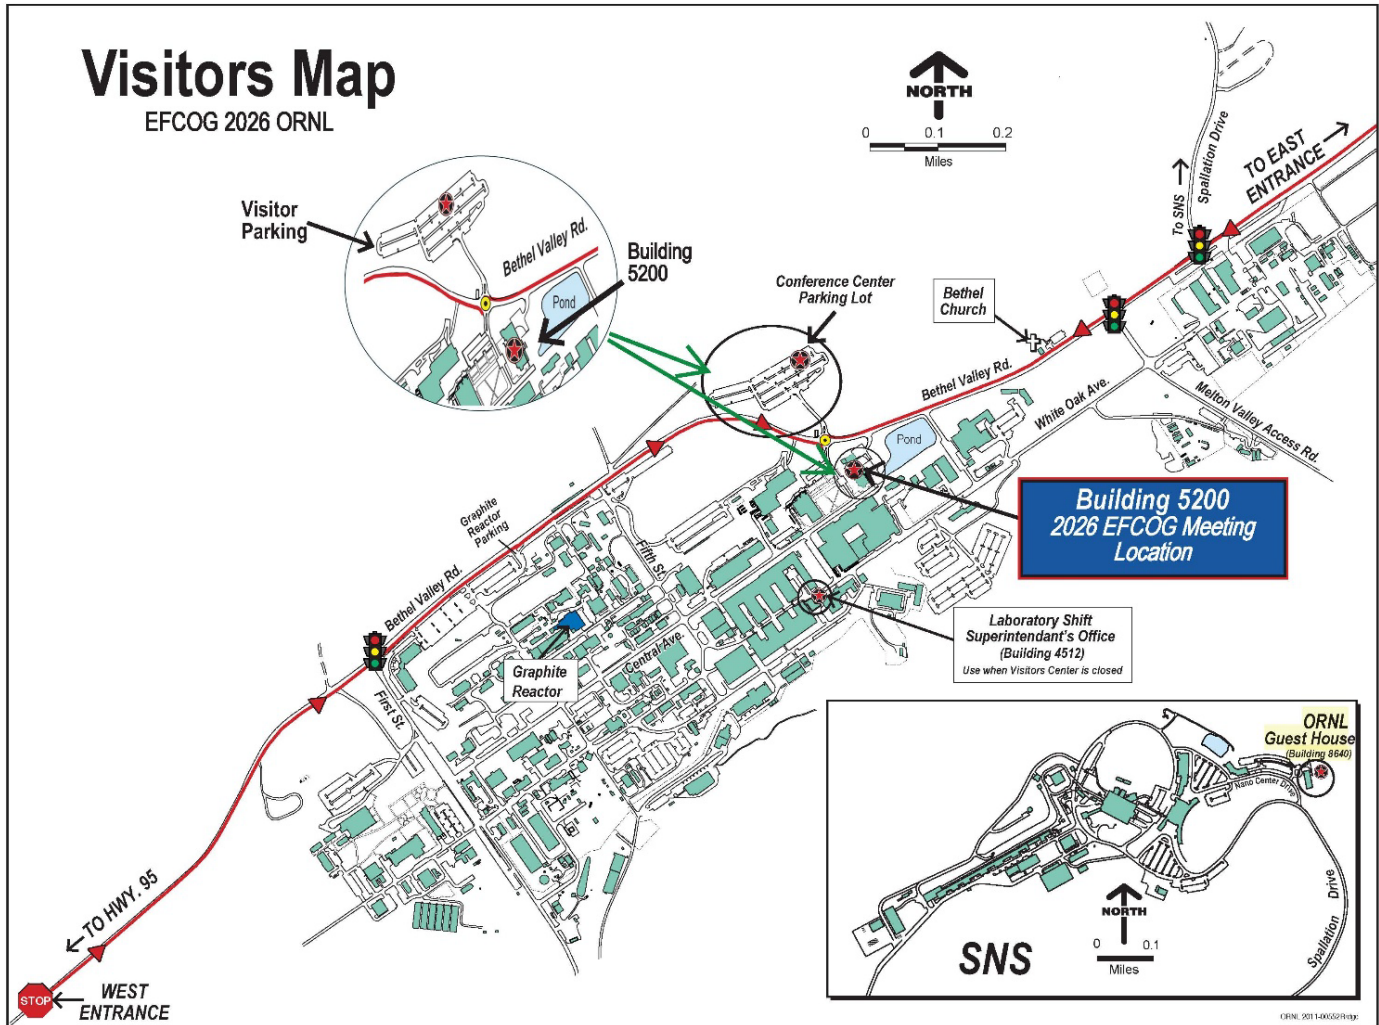 Visitors Map
EFCOG 2026 ORNL
NORTH
0 0.1 0.2
Miles
Spallation Drive
To SNS
TO EAST
ENTRANCE
Visitor
Parking
Bethel Valley Rd.
Building
5200
Pond
Conference Center
Parking Lot
Bethel
Church
Bethel Valley Rd.
White Oak Ave.
Melton Valley Access Rd.
Pond
Building 5200
2026 EFCOG Meeting
Location
Graphite
Reactor
Parking
Fifth St.
Bethel Valley Rd.
Laboratory Shift
Superintendant's Office
(Building 4512)
Use when Visitors Center is closed
Central Ave.
Graphite
Reactor
First St.
ORNL
Guest House
(Building 8640)
Nano Center Drive
Spallation Drive
NORTH
0 0.1
Miles
SNS
TO HWY. 95
STOP
WEST
ENTRANCE